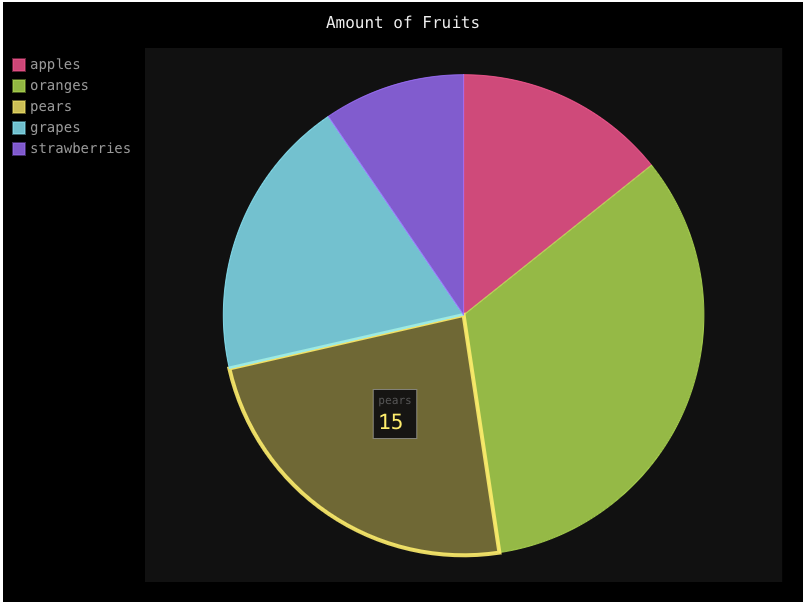 Amount of Fruits
apples
oranges
pears
grapes
strawberries
pears
15